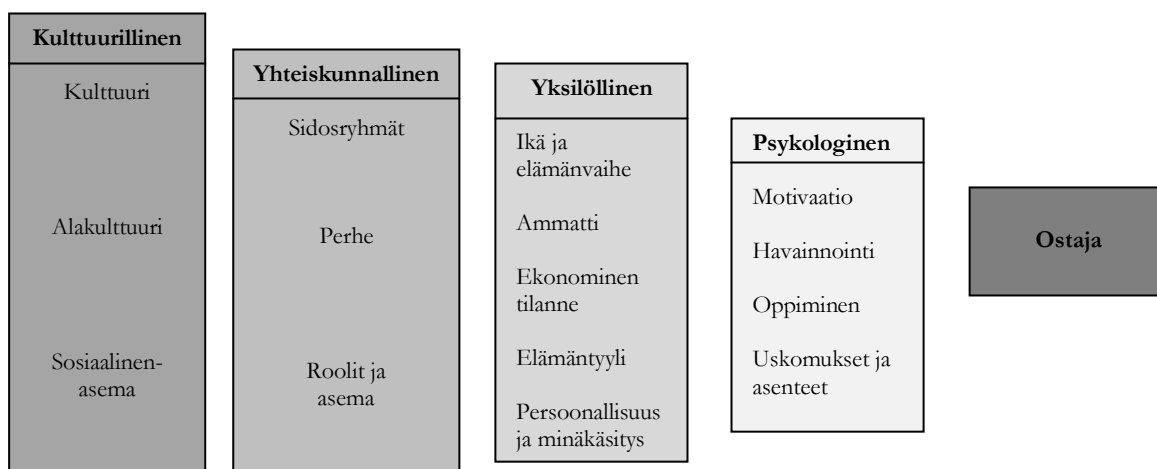 Kulttuurillinen
Kulttuuri
Alakulttuuri
Sosiaalinen-
asema
Yhteiskunnallinen
Sidosryhmät
Perhe
Roolit ja
asema
Yksilöllinen
Ikä ja
elämänvaihe
Ammatti
Ekonominen
tilanne
Elämäntyyli
Persoonallisuus
ja minäkäsitys
Psykologinen
Motivaatio
Havainnointi
Oppiminen
Uskomukset ja
asenteet
Ostaja